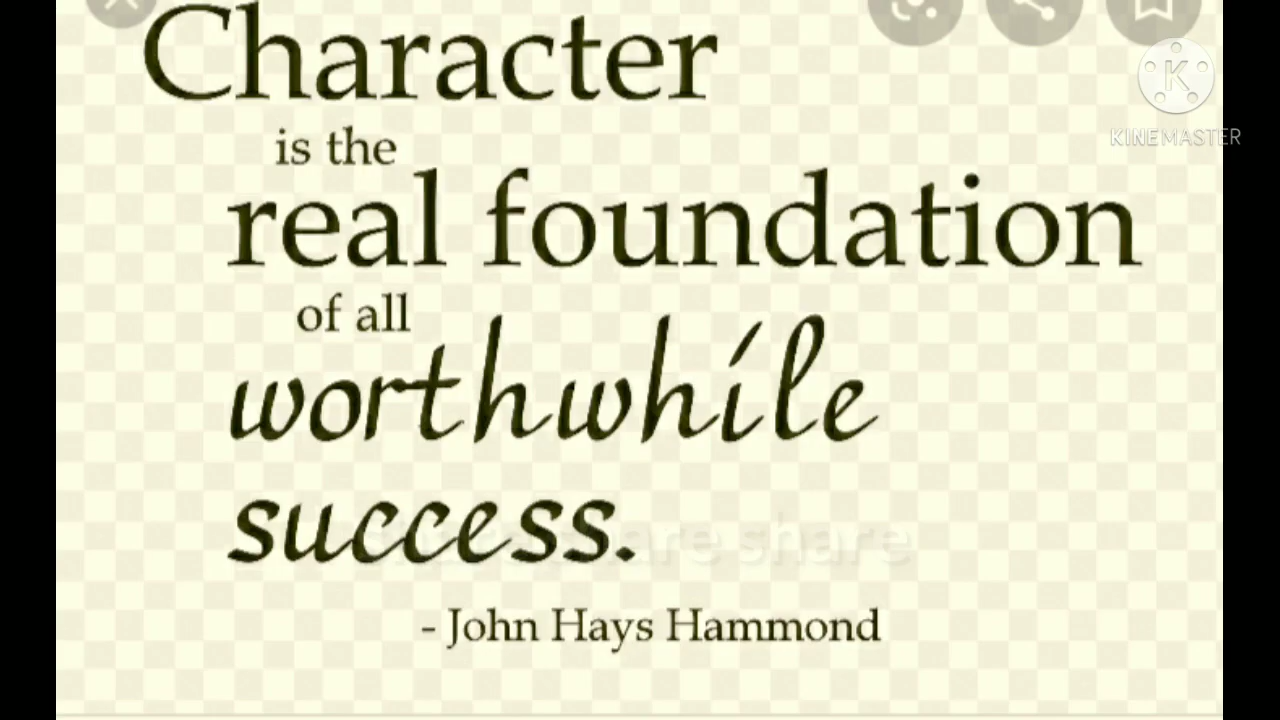 Character
is the
real foundation
of all
worthwhile
success.
- John Hays Hammond
KINEMASTER